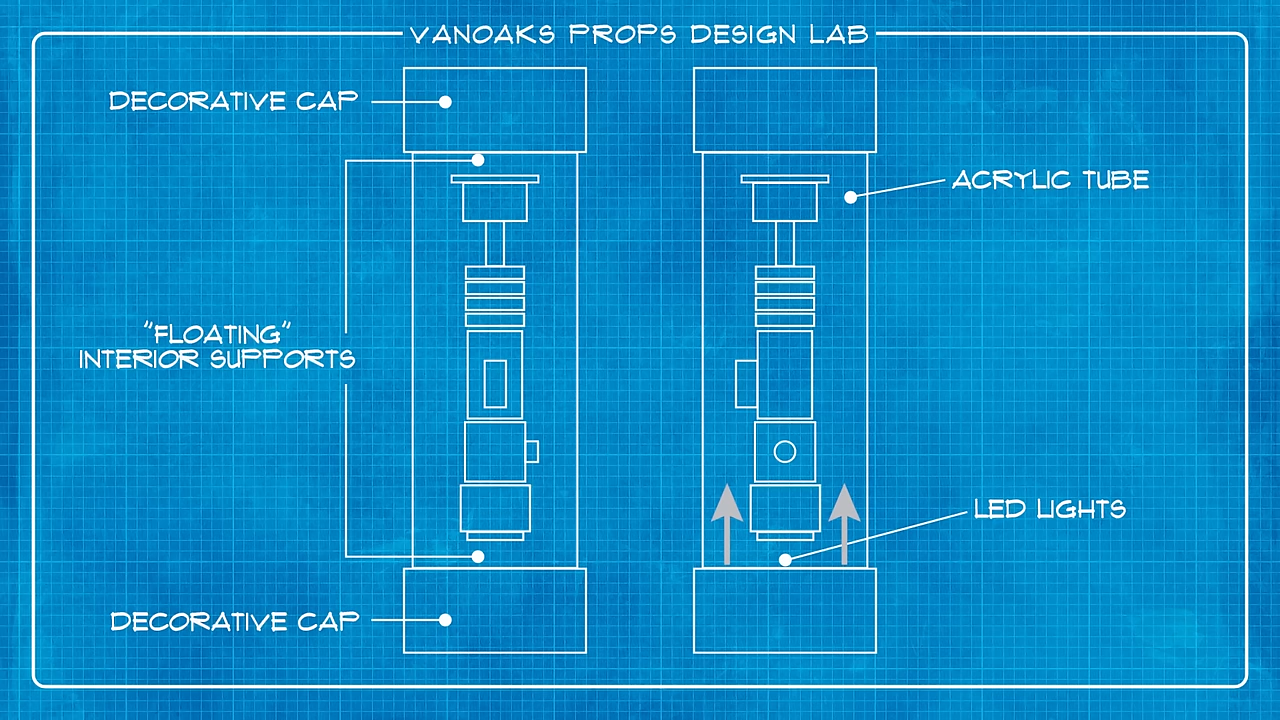 VANOAKS PROPS DESIGN LAB
DECORATIVE CAP
ACRYLIC TUBE
"FLOATING"
INTERIOR SUPPORTS
LED LIGHTS
DECORATIVE CAP